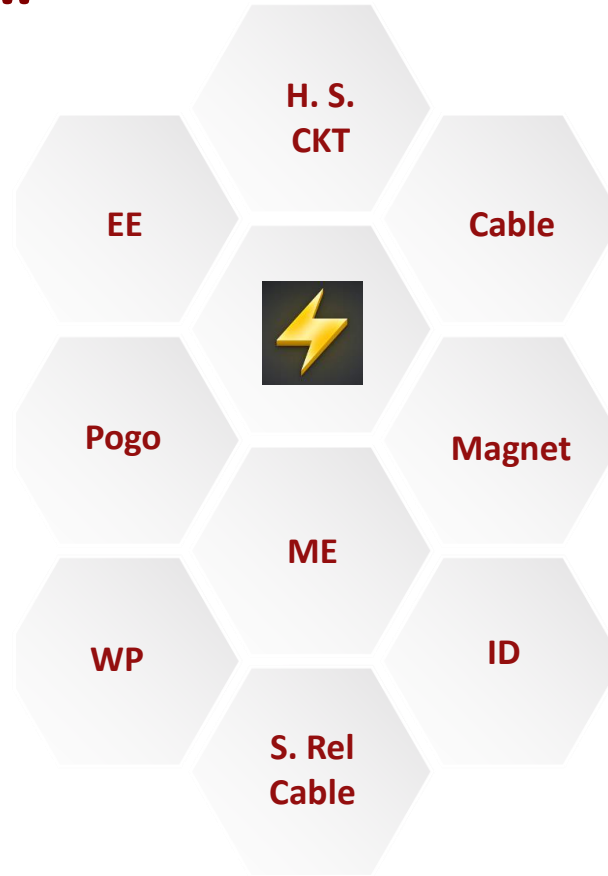 H. S.
CKT
EE
Cable
Pogo
Magnet
ME
WP
ID
S. Rel
Cable